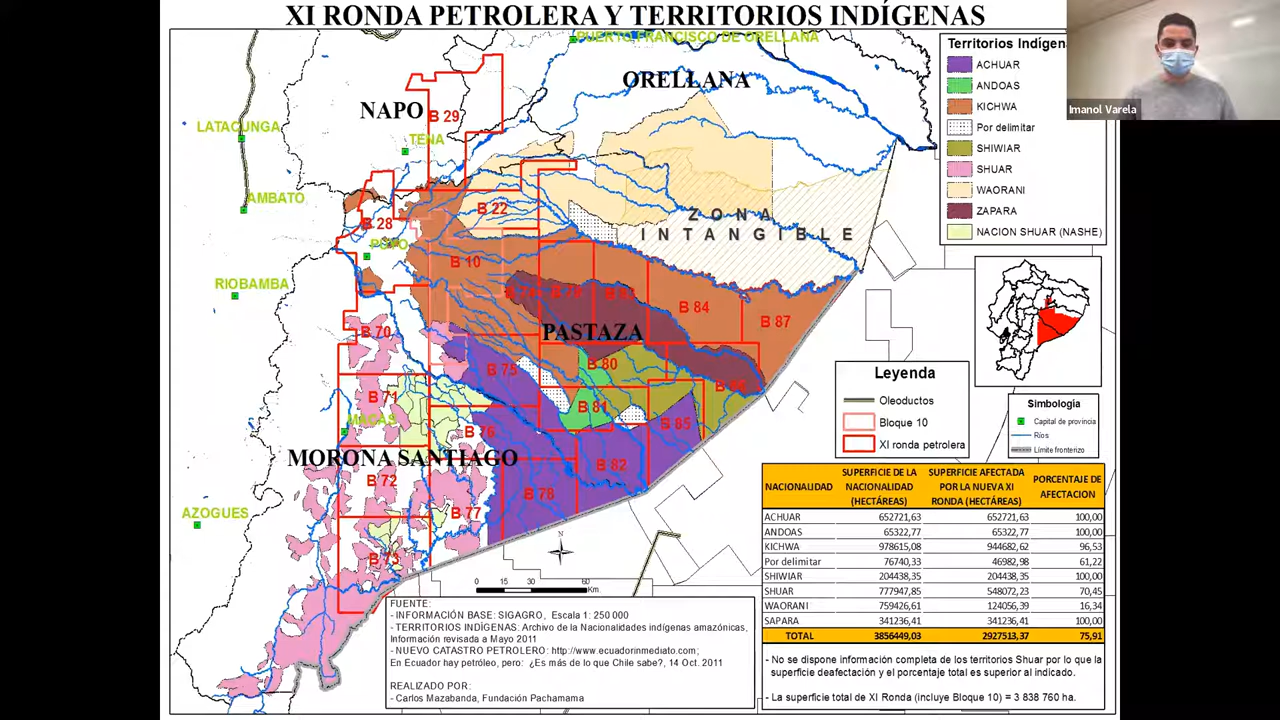 XI RONDA PETROLERA Y TERRITORIOS INDÍGENAS
PUERTO FRANCISCO DE ORELLANA
ORELLANA
NAPO
B 29
LATACUNGA
TENA
AMBATO
B 28
B 22
PUYO
ZONA
INTANGIBLE
B 10
RIOBAMBA
B 83
B 84
B 87
B 70
PASTAZA
B 75
B 80
B 71
B 81
MACAS
B 76
B 85
MORONA SANTIAGO
B 82
B 72
B 78
B 77
AZOGUES
B 73
N
0 15 30 60
Km
Territorios Indígen
ACHUAR
ANDOAS
KICHWA
Por delimitar
SHIWIAR
SHUAR
WAORANI
ZAPARA
NACION SHUAR (NASHE)
Imanol Varela
Leyenda
Oleoductos
Bloque 10
XI ronda petrolera
Simbología
Capital de provincia
Ríos
Límite fronterizo
NACIONALIDAD SUPERFICIE DE LA NACIONALIDAD (HECTÁREAS) SUPERFICIE AFECTADA POR LA NUEVA XI RONDA (HECTÁREAS) PORCENTAJE DE AFECTACION
ACHUAR 652721,63 652721,63 100,00
ANDOAS 65322,77 65322,77 100,00
KICHWA 978615,08 944682,62 96,53
Por delimitar 76740,33 46982,98 61,22
SHIWIAR 204438,35 204438,35 100,00
SHUAR 777947,85 548072,23 70,45
WAORANI 759426,61 124056,39 16,34
SAPARA 341236,41 341236,41 100,00
TOTAL 3856449,03 2927513,37 75,91
- No se dispone información completa de los territorios Shuar por lo que la
superficie deafectación y el porcentaje total es superior al indicado.
- La superficie total de XI Ronda (incluye Bloque 10) = 3 838 760 ha.
FUENTE:
- INFORMACIÓN BASE: SIGAGRO, Escala 1: 250 000
- TERRITORIOS INDÍGENAS: Archivo de la Nacionalidades indígenas amazónicas,
Información revisada a Mayo 2011
- NUEVO CATASTRO PETROLERO: http://www.ecuadorinmediato.com;
En Ecuador hay petróleo, pero: ¿Es más de lo que Chile sabe?, 14 Oct. 2011
REALIZADO POR:
- Carlos Mazabanda, Fundación Pachamama